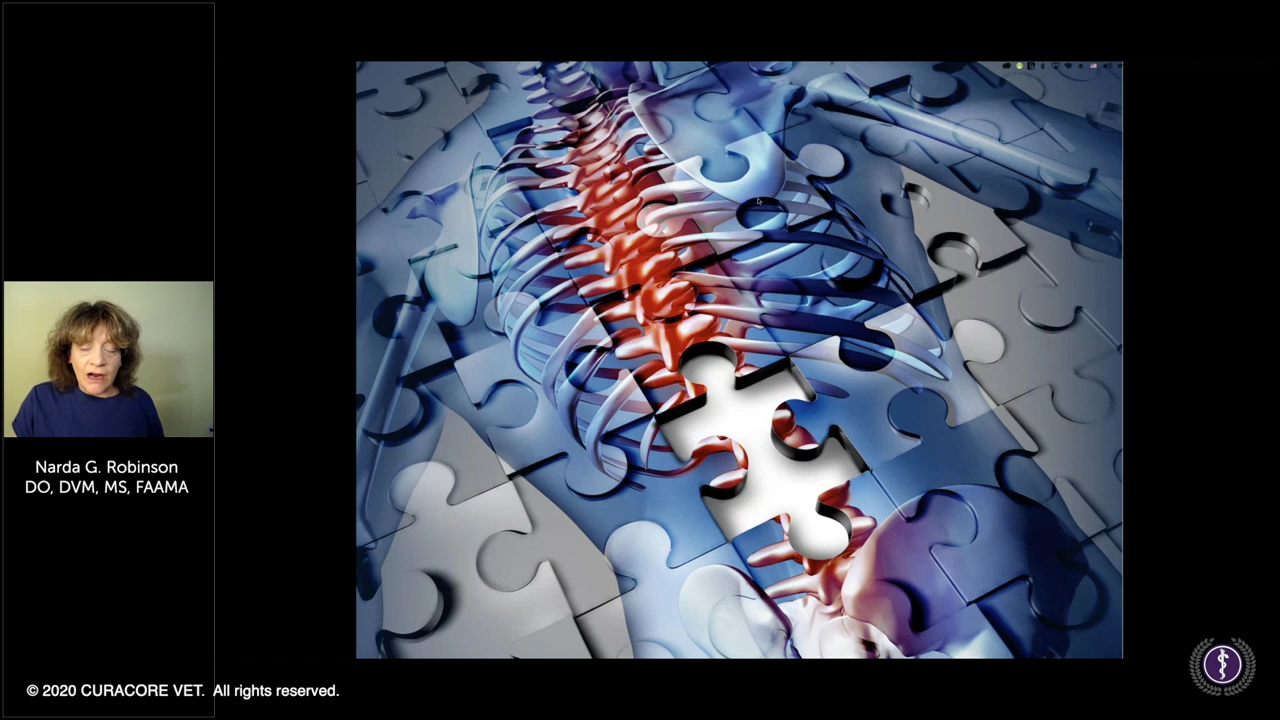 Narda G. Robinson
DO, DVM, MS, FAAMA
© 2020 CURACORE VET. All rights reserved.